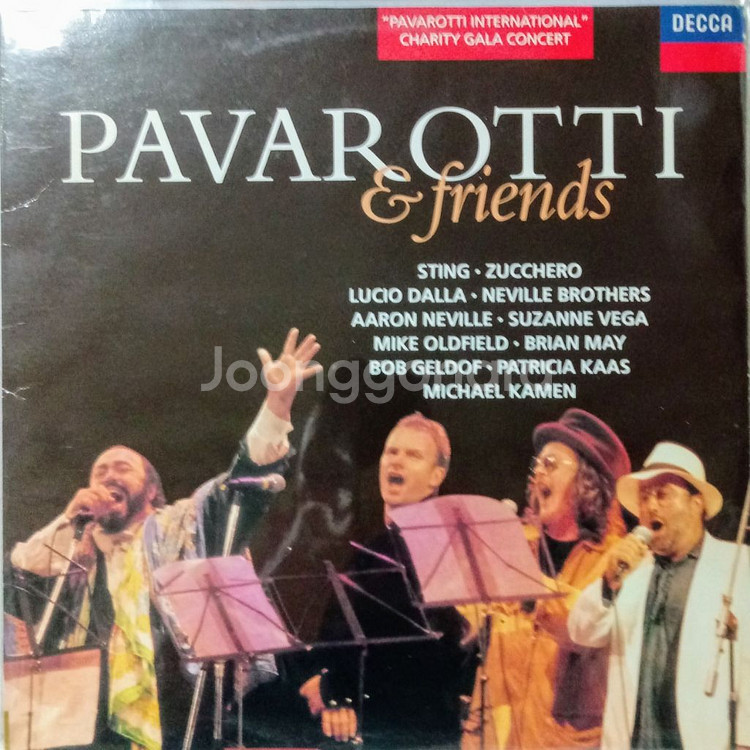 "PAVAROTTI INTERNATIONAL"
CHARITY GALA CONCERT
DECCA
PAVAROTTI
& friends
STING • ZUCCHERO
LUCIO DALLA • NEVILLE BROTHERS
AARON NEVILLE • SUZANNE VEGA
MIKE OLDFIELD • BRIAN MAY
BOB GELDOF • PATRICIA KAAS
MICHAEL KAMEN
Joonggonara